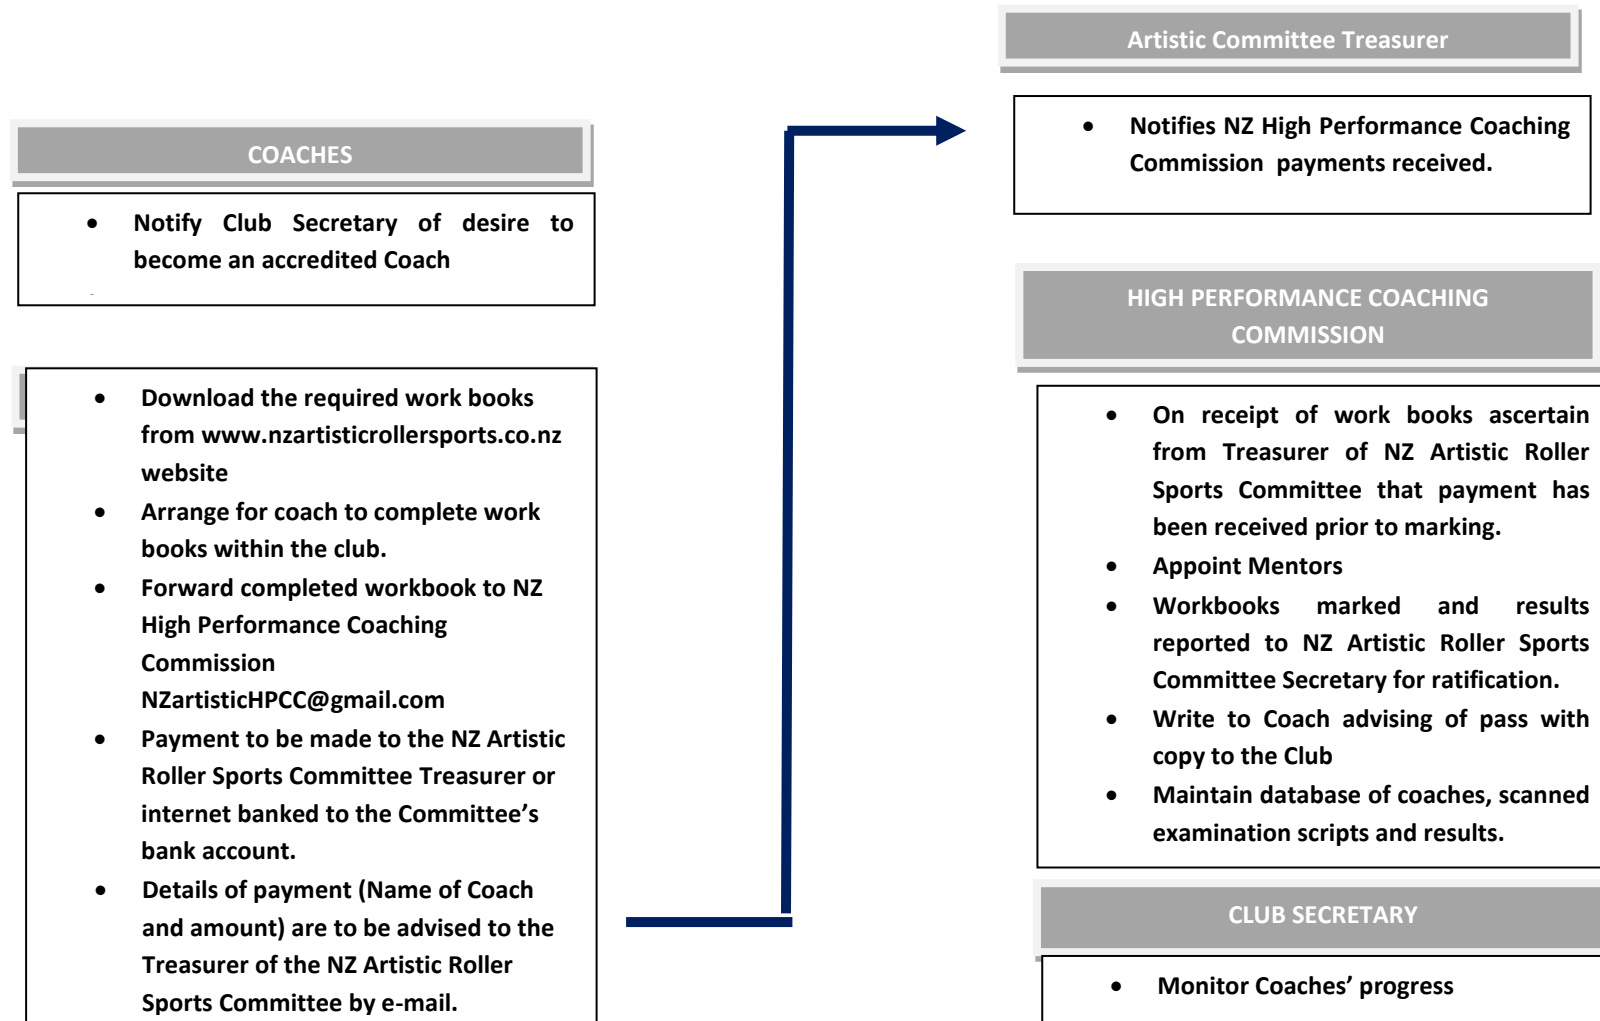 COACHES
• Notify Club Secretary of desire to
become an accredited Coach
• Download the required work books
from www.nzartisticrollersports.co.nz
website
• Arrange for coach to complete work
books within the club.
• Forward completed workbook to NZ
High Performance Coaching
Commission
NZartisticHPCC@gmail.com
• Payment to be made to the NZ Artistic
Roller Sports Committee Treasurer or
internet banked to the Committee’s
bank account.
• Details of payment (Name of Coach
and amount) are to be advised to the
Treasurer of the NZ Artistic Roller
Sports Committee by e-mail.
Artistic Committee Treasurer
• Notifies NZ High Performance Coaching
Commission payments received.
HIGH PERFORMANCE COACHING
COMMISSION
• On receipt of work books ascertain
from Treasurer of NZ Artistic Roller
Sports Committee that payment has
been received prior to marking.
• Appoint Mentors
• Workbooks marked and results
reported to NZ Artistic Roller Sports
Committee Secretary for ratification.
• Write to Coach advising of pass with
copy to the Club
• Maintain database of coaches, scanned
examination scripts and results.
CLUB SECRETARY
• Monitor Coaches’ progress